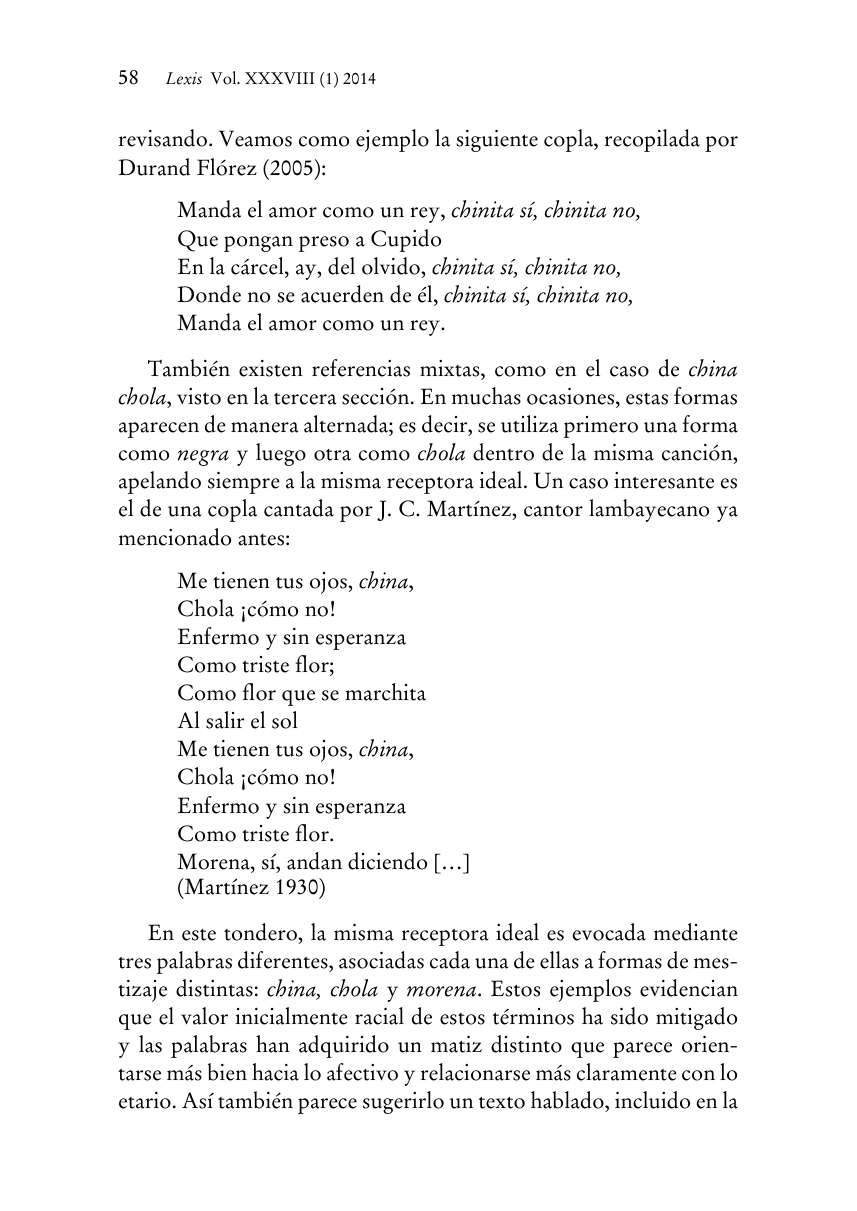 58 Lexis Vol. XXXVIII (1) 2014
revisando. Veamos como ejemplo la siguiente copla, recopilada por
Durand Flórez (2005):
Manda el amor como un rey, chinita sí, chinita no,
Que pongan preso a Cupido
En la cárcel, ay, del olvido, chinita sí, chinita no,
Donde no se acuerden de él, chinita sí, chinita no,
Manda el amor como un rey.
También existen referencias mixtas, como en el caso de china
chola, visto en la tercera sección. En muchas ocasiones, estas formas
aparecen de manera alternada; es decir, se utiliza primero una forma
como negra y luego otra como chola dentro de la misma canción,
apelando siempre a la misma receptora ideal. Un caso interesante es
el de una copla cantada por J. C. Martínez, cantor lambayecano ya
mencionado antes:
Me tienen tus ojos, china,
Chola ¡cómo no!
Enfermo y sin esperanza
Como triste flor;
Como flor que se marchita
Al salir el sol
Me tienen tus ojos, china,
Chola ¡cómo no!
Enfermo y sin esperanza
Como triste flor.
Morena, sí, andan diciendo […]
(Martínez 1930)
En este tondero, la misma receptora ideal es evocada mediante
tres palabras diferentes, asociadas cada una de ellas a formas de mes-
tizaje distintas: china, chola y morena. Estos ejemplos evidencian
que el valor inicialmente racial de estos términos ha sido mitigado
y las palabras han adquirido un matiz distinto que parece orien-
tarse más bien hacia lo afectivo y relacionarse más claramente con lo
etario. Así también parece sugerirlo un texto hablado, incluido en la